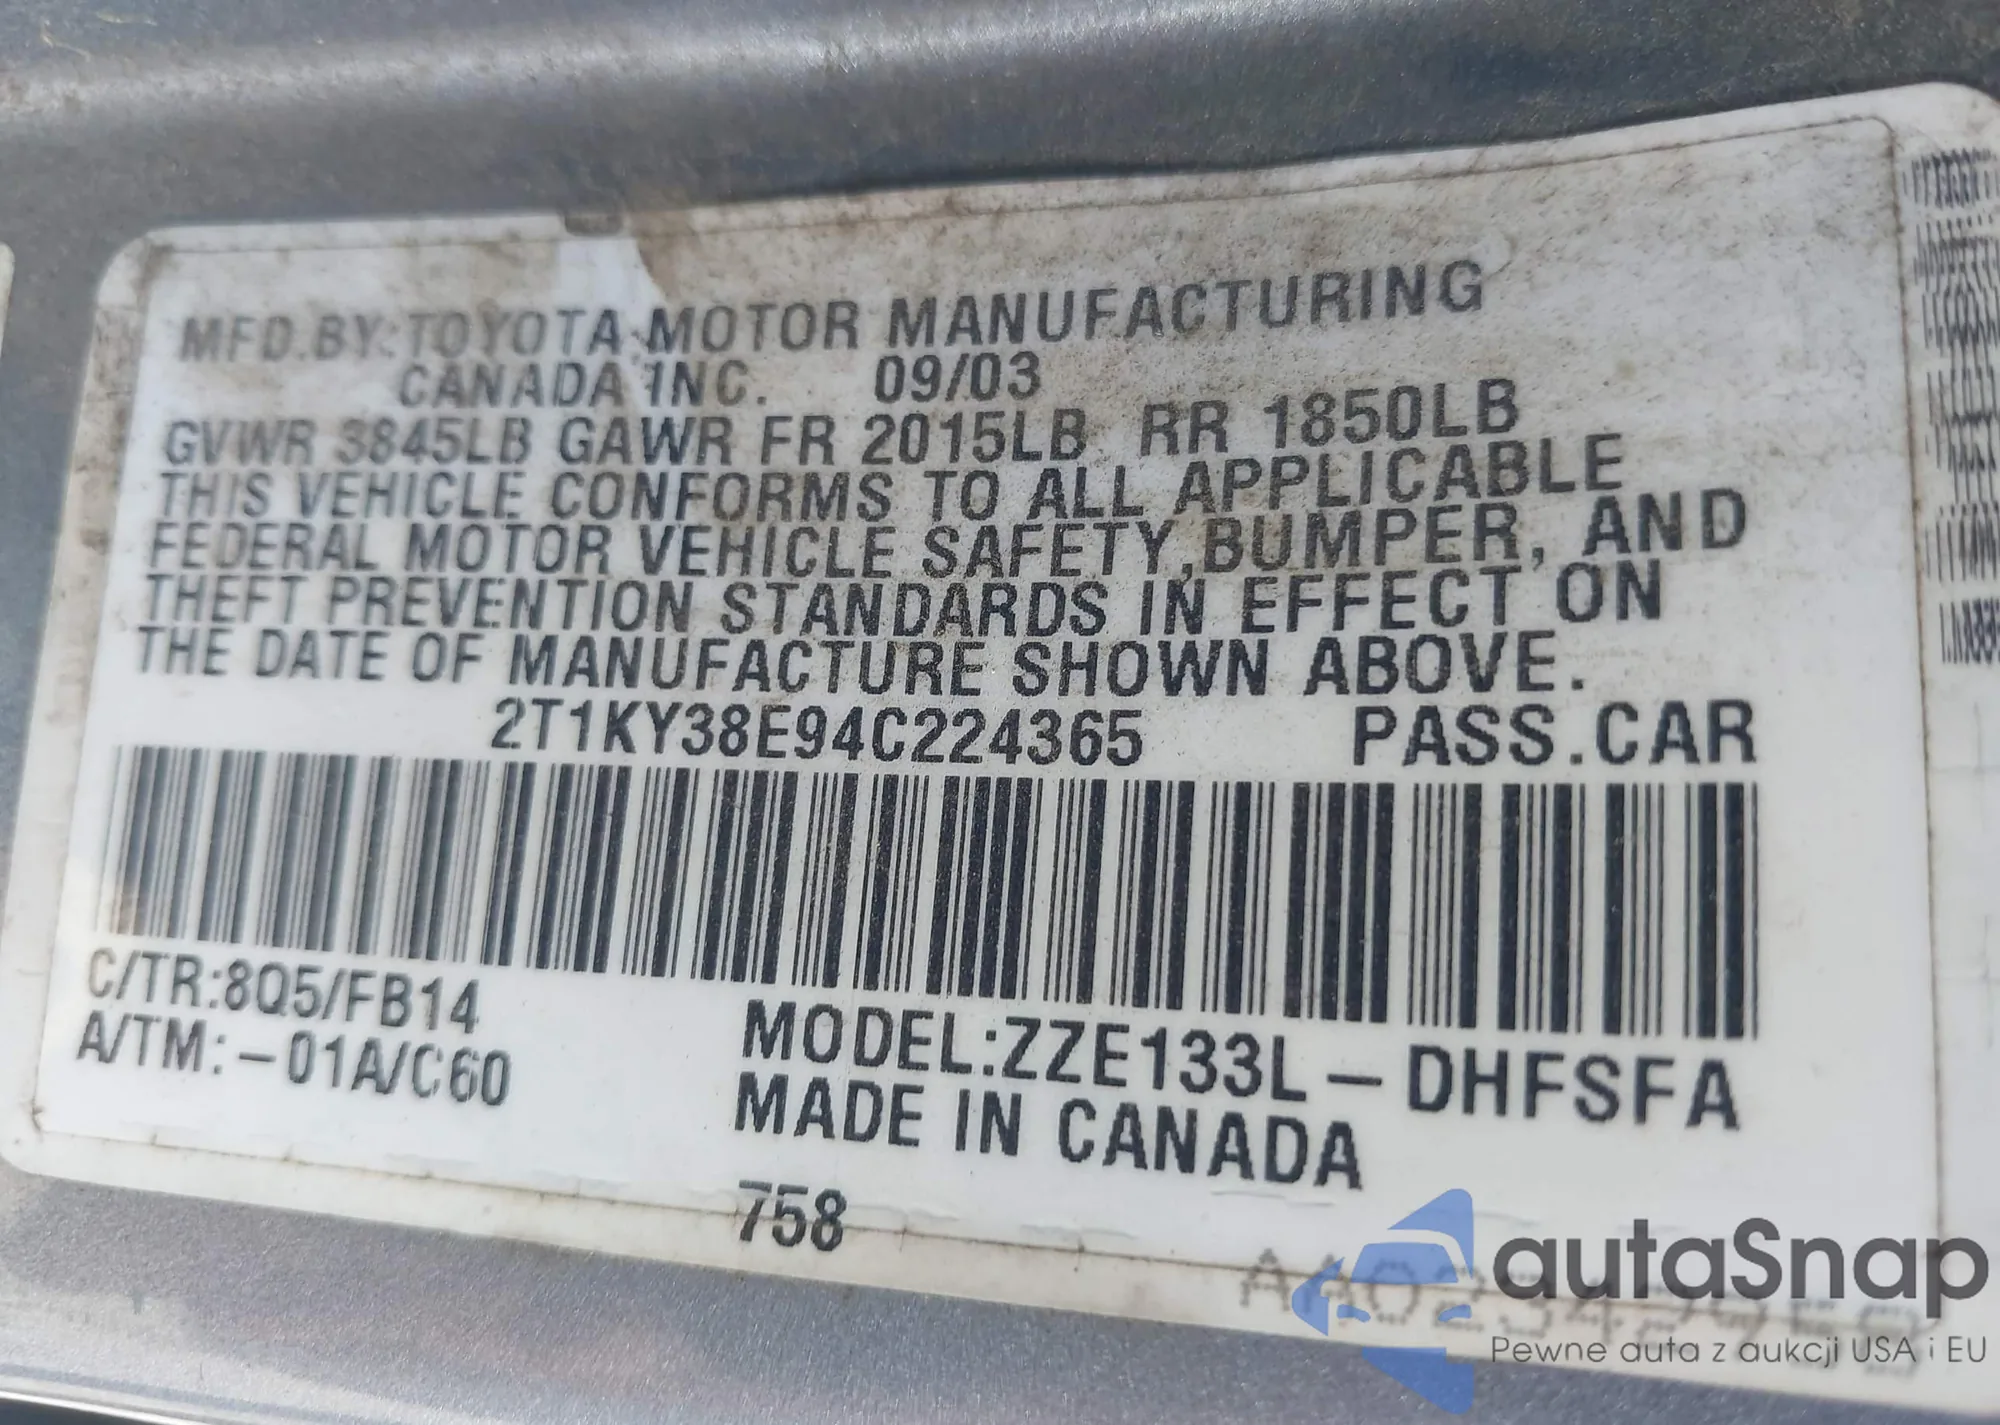 MFD.BY:TOYOTA MOTOR MANUFACTURING
CANADA INC. 09/03
GVWR 3845LB GAWR FR 2015LB RR 1850LB
THIS VEHICLE CONFORMS TO ALL APPLICABLE
FEDERAL MOTOR VEHICLE SAFETY,BUMPER, AND
THEFT PREVENTION STANDARDS IN EFFECT ON
THE DATE OF MANUFACTURE SHOWN ABOVE.
2T1KY38E94C224365 PASS.CAR
C/TR:8Q5/FB14
A/TM:-01A/C60
MODEL:ZZE133L-DHFSFA
MADE IN CANADA
758
autaSnap
Pewne auta z aukcji USA i EU